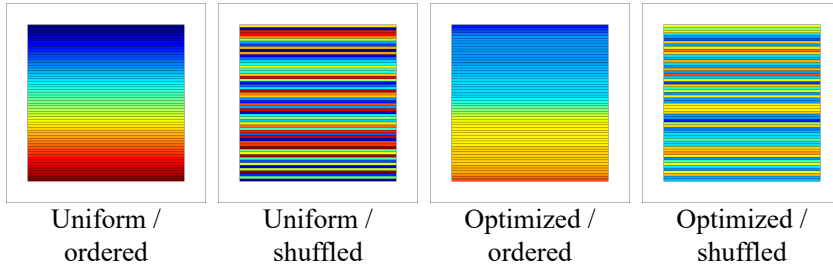 Uniform /
ordered
Uniform /
shuffled
Optimized /
ordered
Optimized /
shuffled